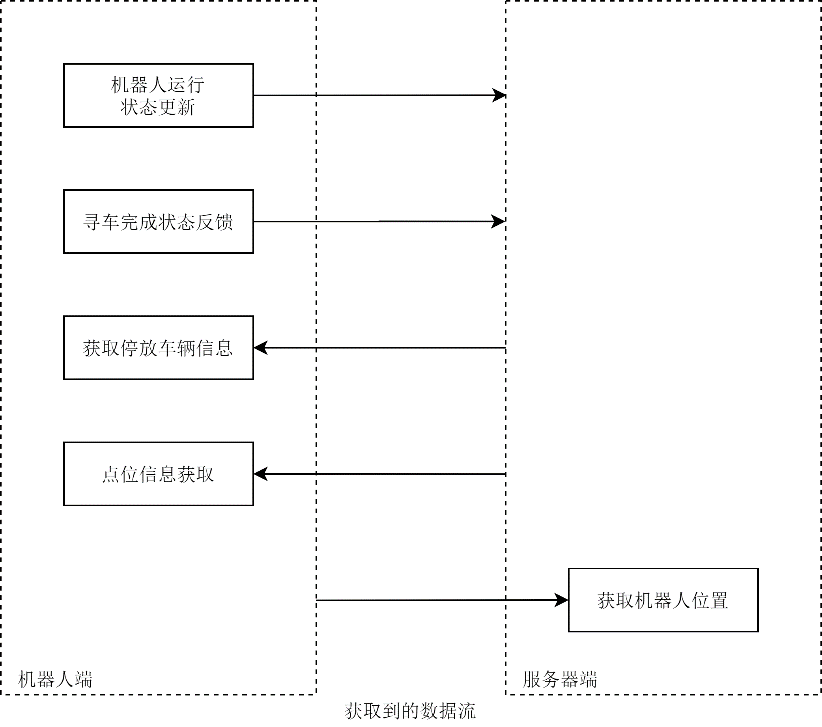 机器人运行
状态更新
寻车完成状态反馈
获取停放车辆信息
点位信息获取
获取机器人位置
机器人端
服务器端
获取到的数据流